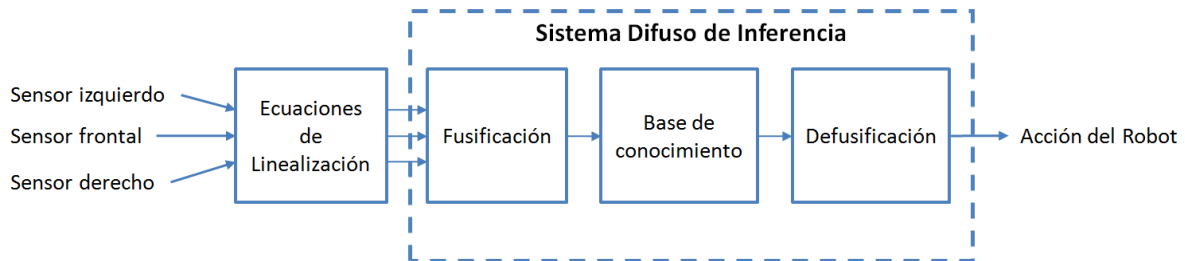 Sistema Difuso de Inferencia
Sensor izquierdo
Sensor frontal
Sensor derecho
Ecuaciones
de
Linealización
Fusificación
Base de
conocimiento
Defusificación
Acción del Robot